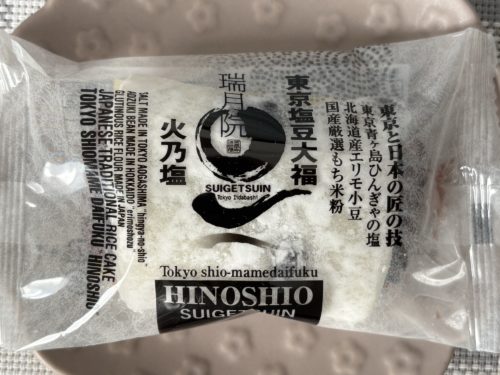 東京と日本の匠の技
東京青ヶ島ひんぎゃの塩
北海道産エリモ小豆
国産厳選もち米粉
東京塩豆大福
瑞月院
火乃塩
SUIGETSUIN
Tokyo Iidabashi
SALT MADE IN TOKYO AOGASHIMA "hingya-no-shio"
ADZUKI BEAN MADE IN HOKKAIDO "erimoshozu"
GLUTINOUS RICE FLOUR MADE IN JAPAN
JAPANESE TRADITIONAL RICE CAKE
TOKYO SHIOMAME DAIFUKU "HINOSHIO
Tokyo shio-mamedaifuku
HINOSHIO
SUIGETSUIN